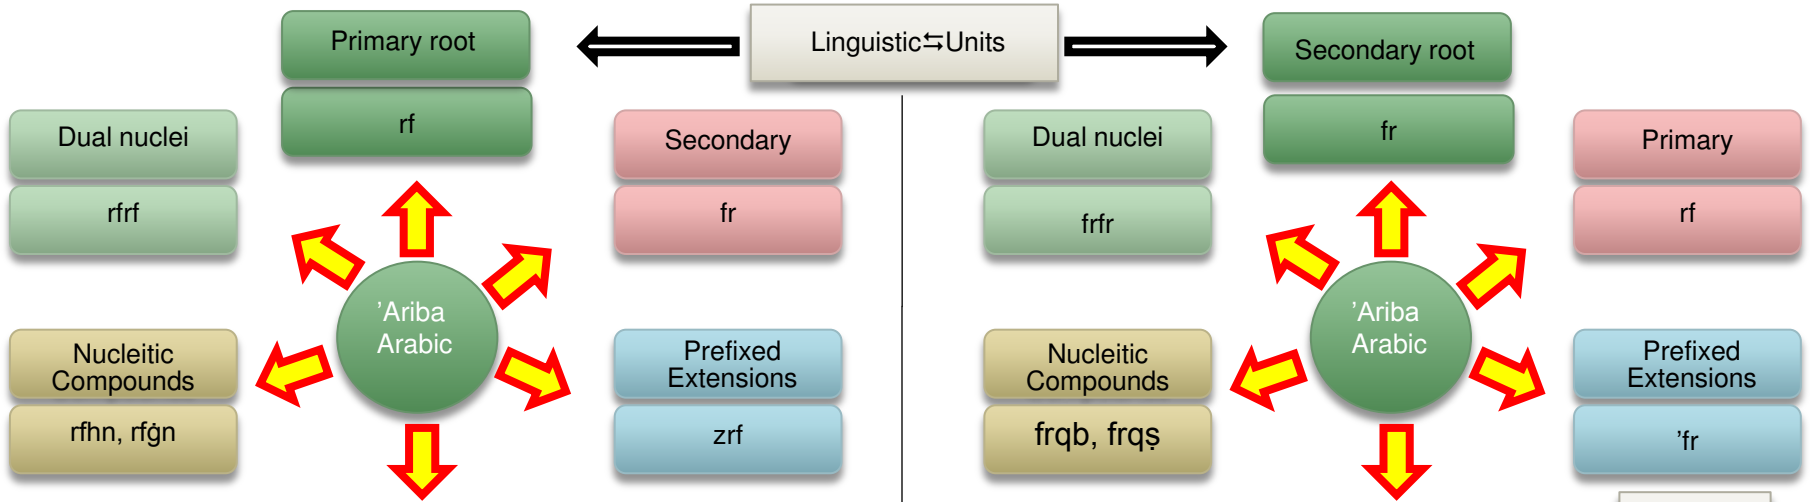 Linguistic⇆Units
Primary root
rf
Dual nuclei
rfrf
Secondary
fr
’Ariba
Arabic
Nucleitic
Compounds
rfhn, rfġn
Prefixed
Extensions
zrf
Secondary root
fr
Dual nuclei
frfr
Primary
rf
’Ariba
Arabic
Nucleitic
Compounds
frqb, frqṣ
Prefixed
Extensions
’fr